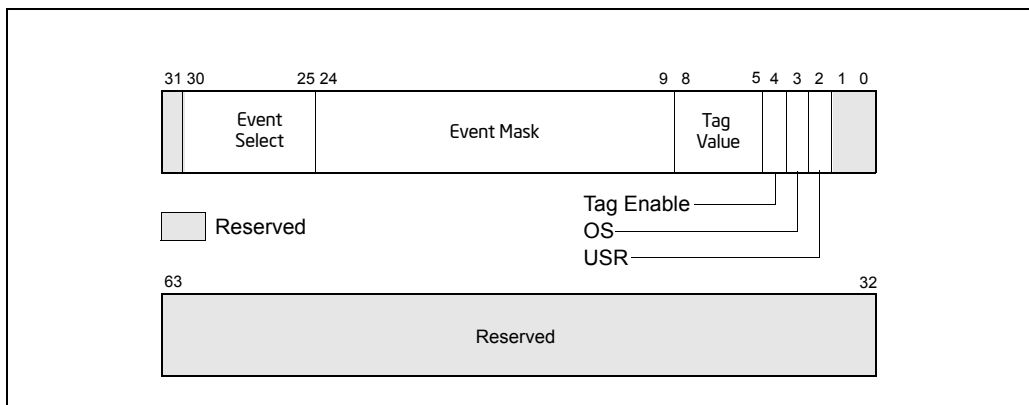 31 30 25 24 9 8 5 4 3 2 1 0
Event
Select
Event Mask
Tag
Value
Tag Enable
OS
USR
Reserved
63 32
Reserved